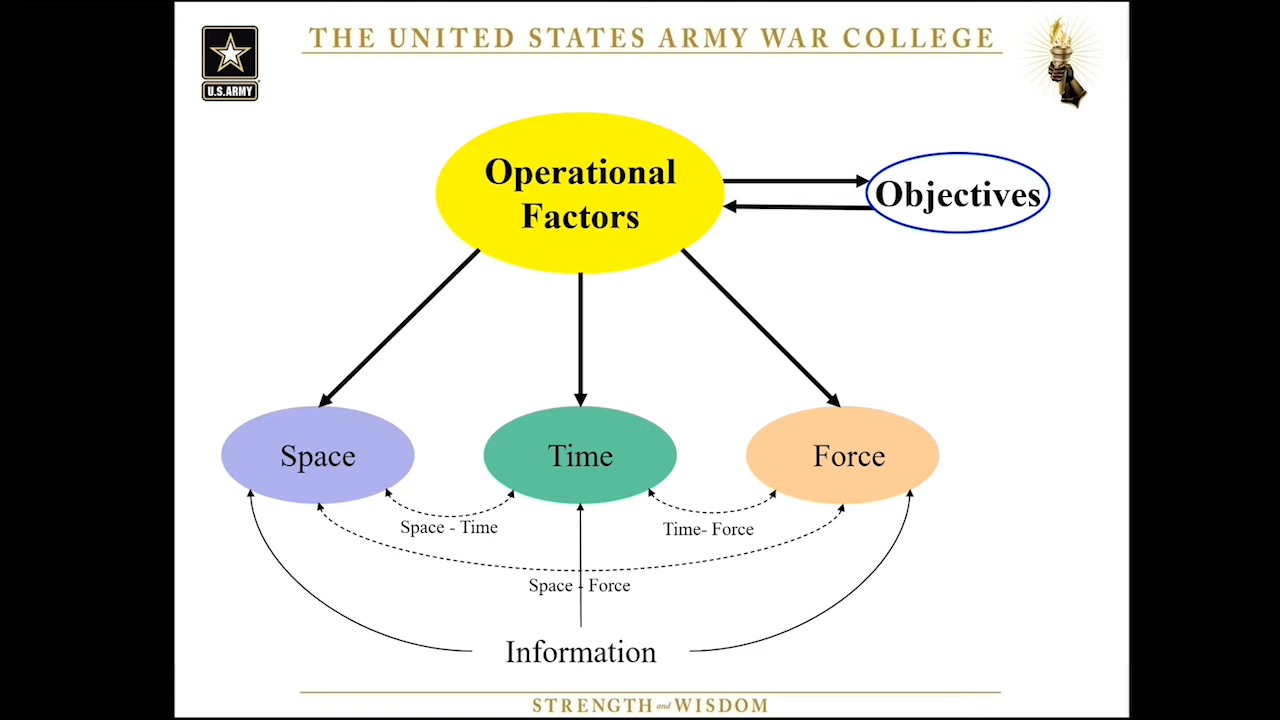 THE UNITED STATES ARMY WAR COLLEGE
U.S.ARMY
Operational
Factors
Objectives
Space
Time
Force
Space - Time
Time- Force
Space - Force
Information
STRENGTH and WISDOM